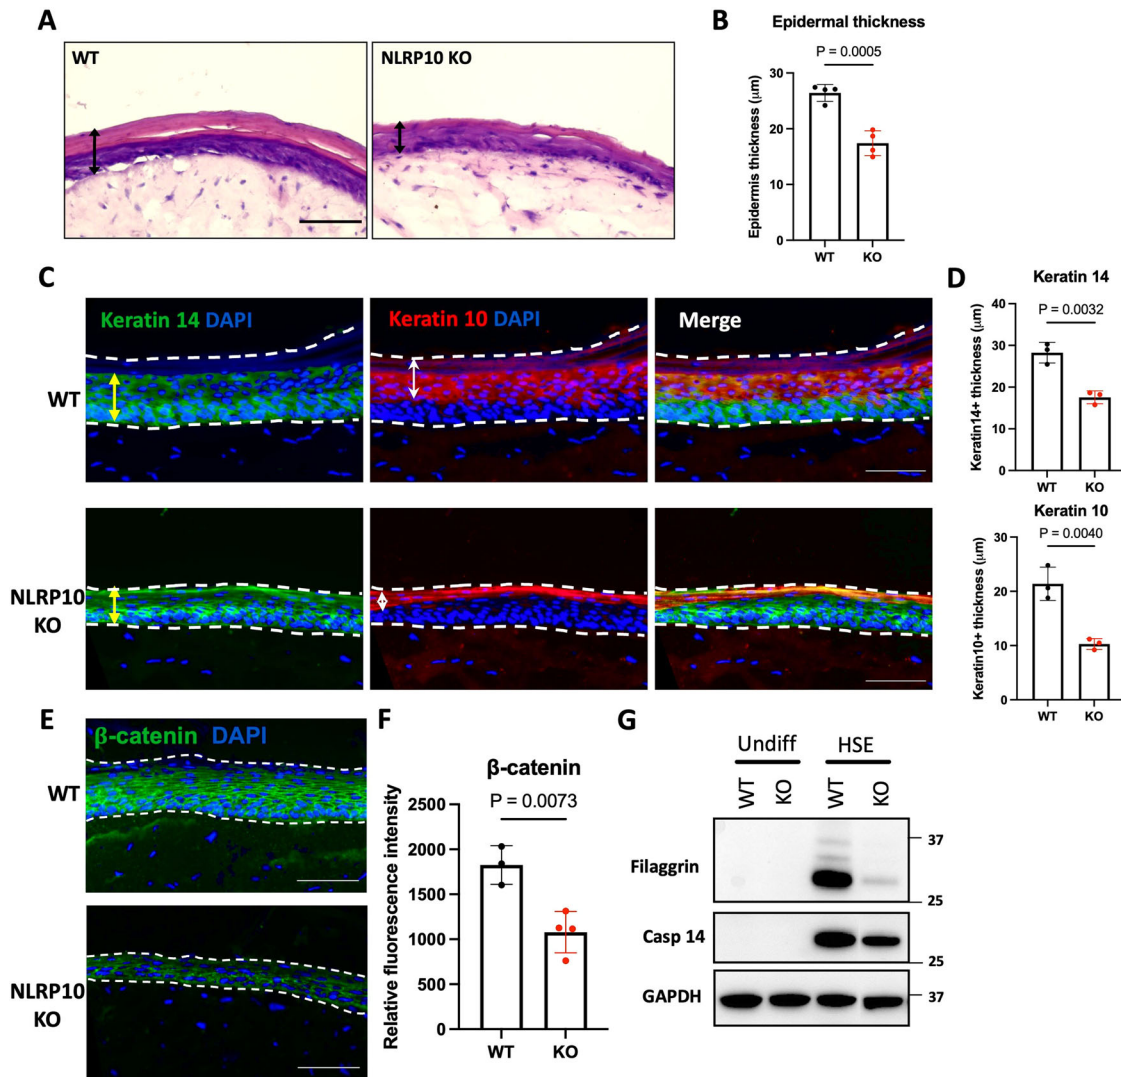 A
WT
NLRP10 KO
B
Epidermal thickness
P = 0.0005
Epidermis thickness (μm)
30
20
10
0
WT
KO
C
Keratin 14 DAPI
Keratin 10 DAPI
Merge
WT
NLRP10
KO
D
Keratin 14
P = 0.0032
Keratin14+ thickness (μm)
40
30
20
10
0
WT
KO
Keratin 10
P = 0.0040
Keratin10+ thickness (μm)
30
20
10
0
WT
KO
E
β-catenin DAPI
WT
NLRP10
KO
F
β-catenin
P = 0.0073
Relative fluorescence intensity
2500
2000
1500
1000
500
0
WT
KO
G
Undiff
HSE
WT
KO
WT
KO
Filaggrin
37
25
Casp 14
25
GAPDH
37